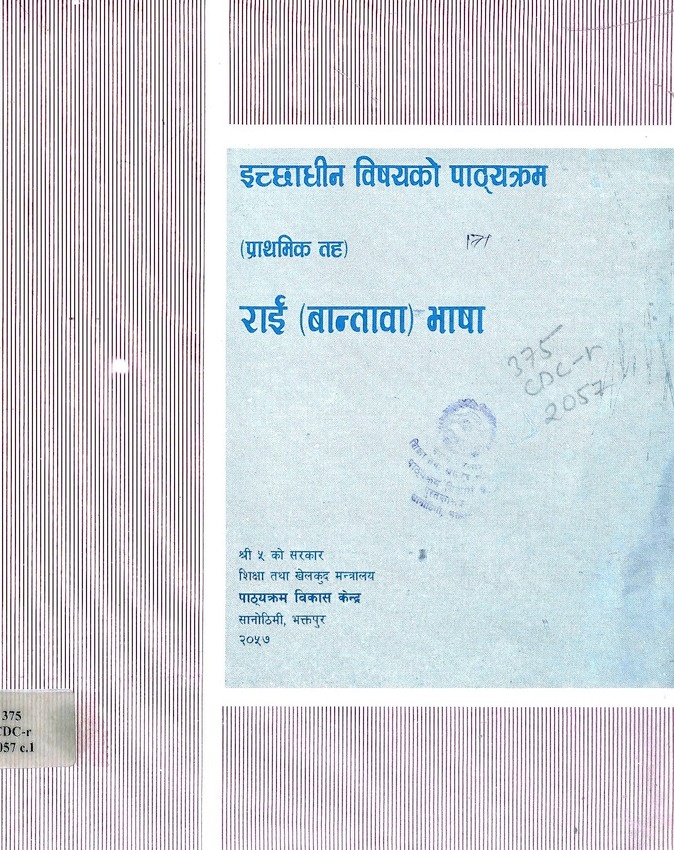 इच्छाधीन विषयको पाठ्यक्रम
(प्राथमिक तह)
राई (बान्तावा) भाषा
375
CDC-r
2057
श्री ५ को सरकार
शिक्षा तथा खेलकुद मन्त्रालय
पाठ्यक्रम विकास केन्द्र
सानोठिमी, भक्तपुर
२०५७
375
CDC-r
057 c.1